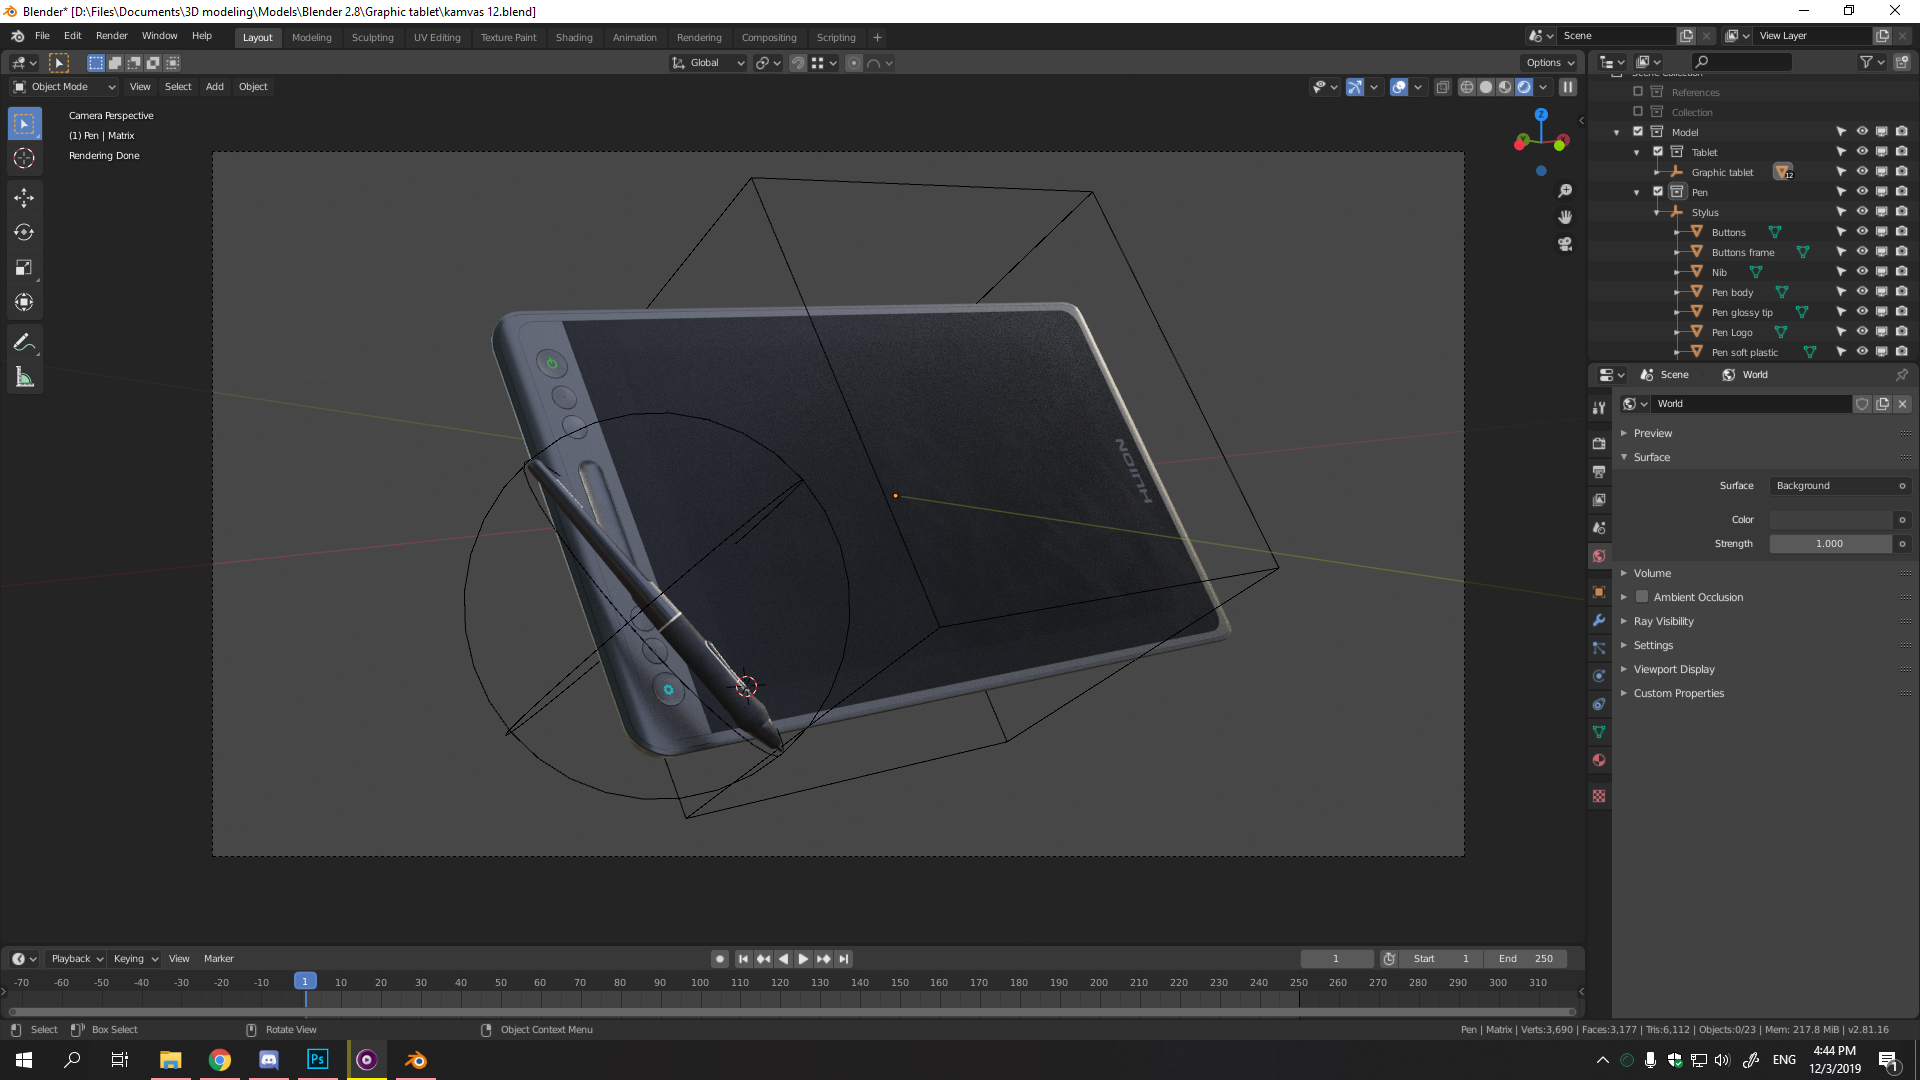 Blender* [D:\Files\Documents\3D modeling\Models\Blender 2.8\Graphic tablet\kamvas 12.blend]
File Edit Render Window Help
Layout Modeling Sculpting UV Editing Texture Paint Shading Animation Rendering Compositing Scripting +
Scene
View Layer
Global
Options
Object Mode View Select Add Object
Camera Perspective
(1) Pen | Matrix
Rendering Done
Z
HUION
Scene Collection
References
Collection
Model
Tablet
Graphic tablet 12
Pen
Stylus
Buttons
Buttons frame
Nib
Pen body
Pen glossy tip
Pen Logo
Pen soft plastic
Scene World
World
Preview
Surface
Surface Background
Color
Strength 1.000
Volume
Ambient Occlusion
Ray Visibility
Settings
Viewport Display
Custom Properties
Playback Keying View Marker
1 Start 1 End 250
-70 -60 -50 -40 -30 -20 -10 1 10 20 30 40 50 60 70 80 90 100 110 120 130 140 150 160 170 180 190 200 210 220 230 240 250 260 270 280 290 300 310
Select Box Select Rotate View Object Context Menu
Pen | Matrix | Verts:3,690 | Faces:3,177 | Tris:6,112 | Objects:0/23 | Mem: 217.8 MiB | v2.81.16
Ps
ENG
4:44 PM
12/3/2019
1